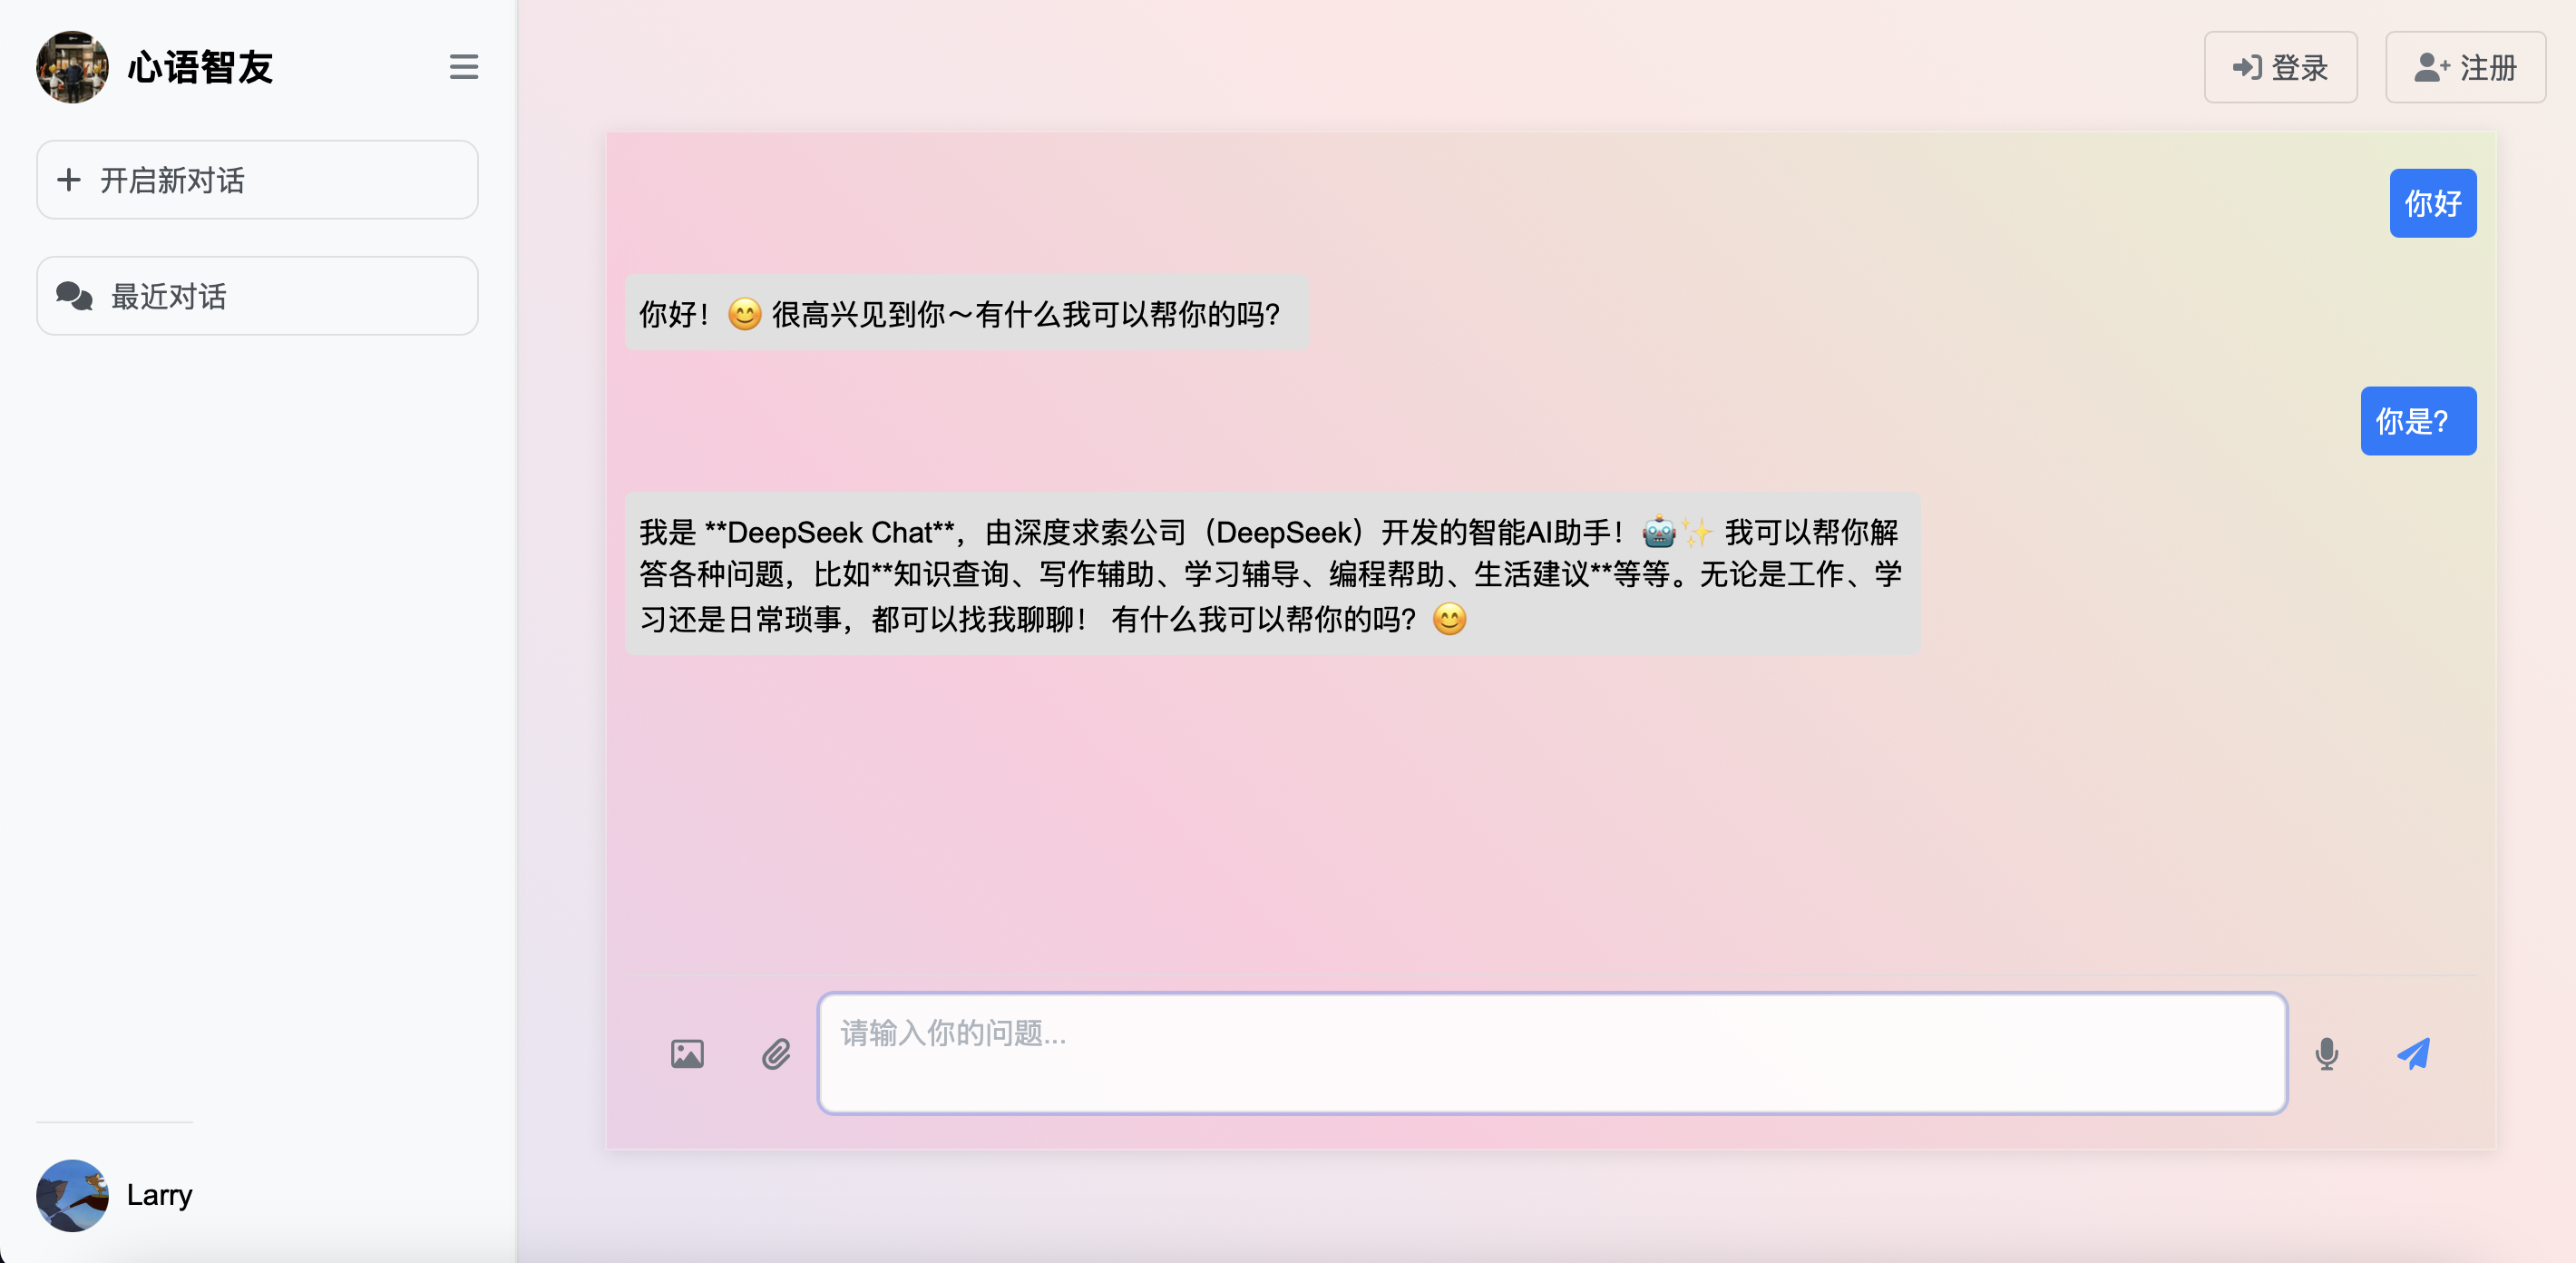 心语智友
开启新对话
最近对话
Larry
登录
注册
你好
你好！😊 很高兴见到你～有什么我可以帮你的吗？
你是？
我是 **DeepSeek Chat**，由深度求索公司（DeepSeek）开发的智能AI助手！🤖✨ 我可以帮你解
答各种问题，比如**知识查询、写作辅助、学习辅导、编程帮助、生活建议**等等。无论是工作、学
习还是日常琐事，都可以找我聊聊！ 有什么我可以帮你的吗？😊
请输入你的问题...